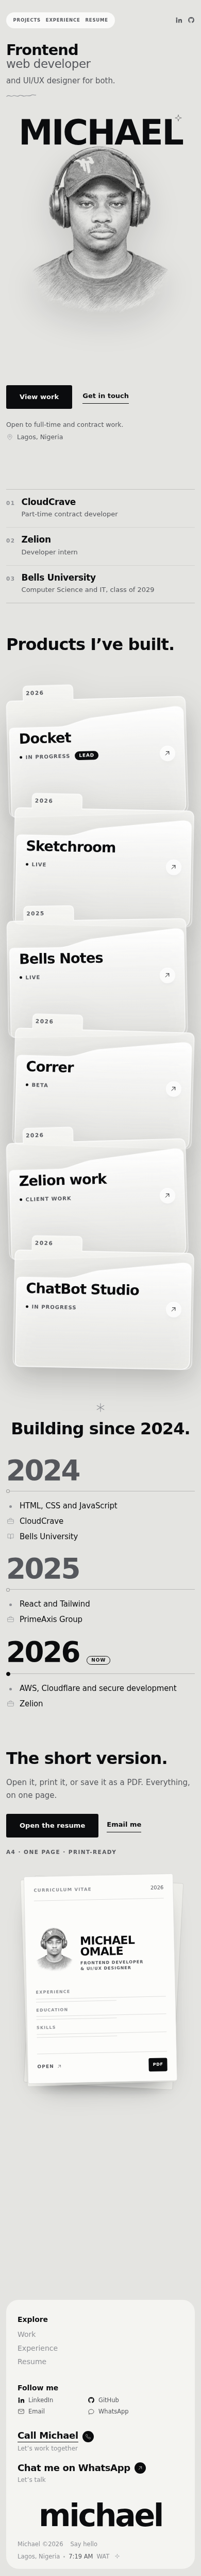 PROJECTS EXPERIENCE RESUME
Frontend
web developer
and UI/UX designer for both.
MICHAEL
View work
Get in touch
Open to full-time and contract work.
Lagos, Nigeria
01 CloudCrave
Part-time contract developer
02 Zelion
Developer intern
03 Bells University
Computer Science and IT, class of 2029
Products I’ve built.
2026
Docket
IN PROGRESS LEAD
2026
Sketchroom
LIVE
2025
Bells Notes
LIVE
2026
Correr
BETA
2026
Zelion work
CLIENT WORK
2026
ChatBot Studio
IN PROGRESS
Building since 2024.
2024
HTML, CSS and JavaScript
CloudCrave
Bells University
2025
React and Tailwind
PrimeAxis Group
2026 NOW
AWS, Cloudflare and secure development
Zelion
The short version.
Open it, print it, or save it as a PDF. Everything,
on one page.
Open the resume
Email me
A4 · ONE PAGE · PRINT-READY
CURRICULUM VITAE 2026
MICHAEL
OMALE
FRONTEND DEVELOPER
& UI/UX DESIGNER
EXPERIENCE
EDUCATION
SKILLS
OPEN
PDF
Explore
Work
Experience
Resume
Follow me
LinkedIn GitHub
Email WhatsApp
Call Michael
Let’s work together
Chat me on WhatsApp
Let’s talk
michael
Michael ©2026 Say hello
Lagos, Nigeria · 7:19 AM WAT